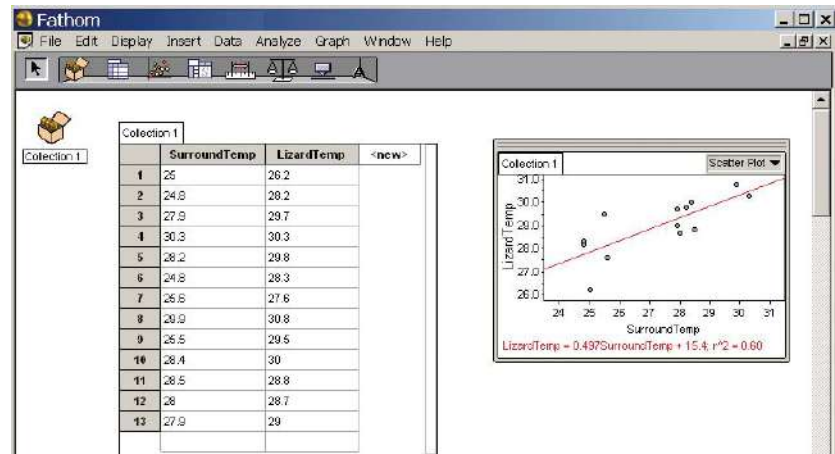 Fathom
File Edit Display Insert Data Analyze Graph Window Help
Collection 1
Collection 1
SurroundTemp LizardTemp <new>
1 25 26.2
2 24.8 28.2
3 27.9 29.7
4 30.3 30.3
5 28.2 29.8
6 24.8 28.3
7 25.6 27.6
8 29.9 30.8
9 25.5 29.5
10 28.4 30
11 28.5 28.8
12 28 28.7
13 27.9 29
Collection 1 Scatter Plot
LizardTemp
31.0
30.0
29.0
28.0
27.0
26.0
24 25 26 27 28 29 30 31
SurroundTemp
LizardTemp = 0.497SurroundTemp + 15.4; r^2 = 0.60